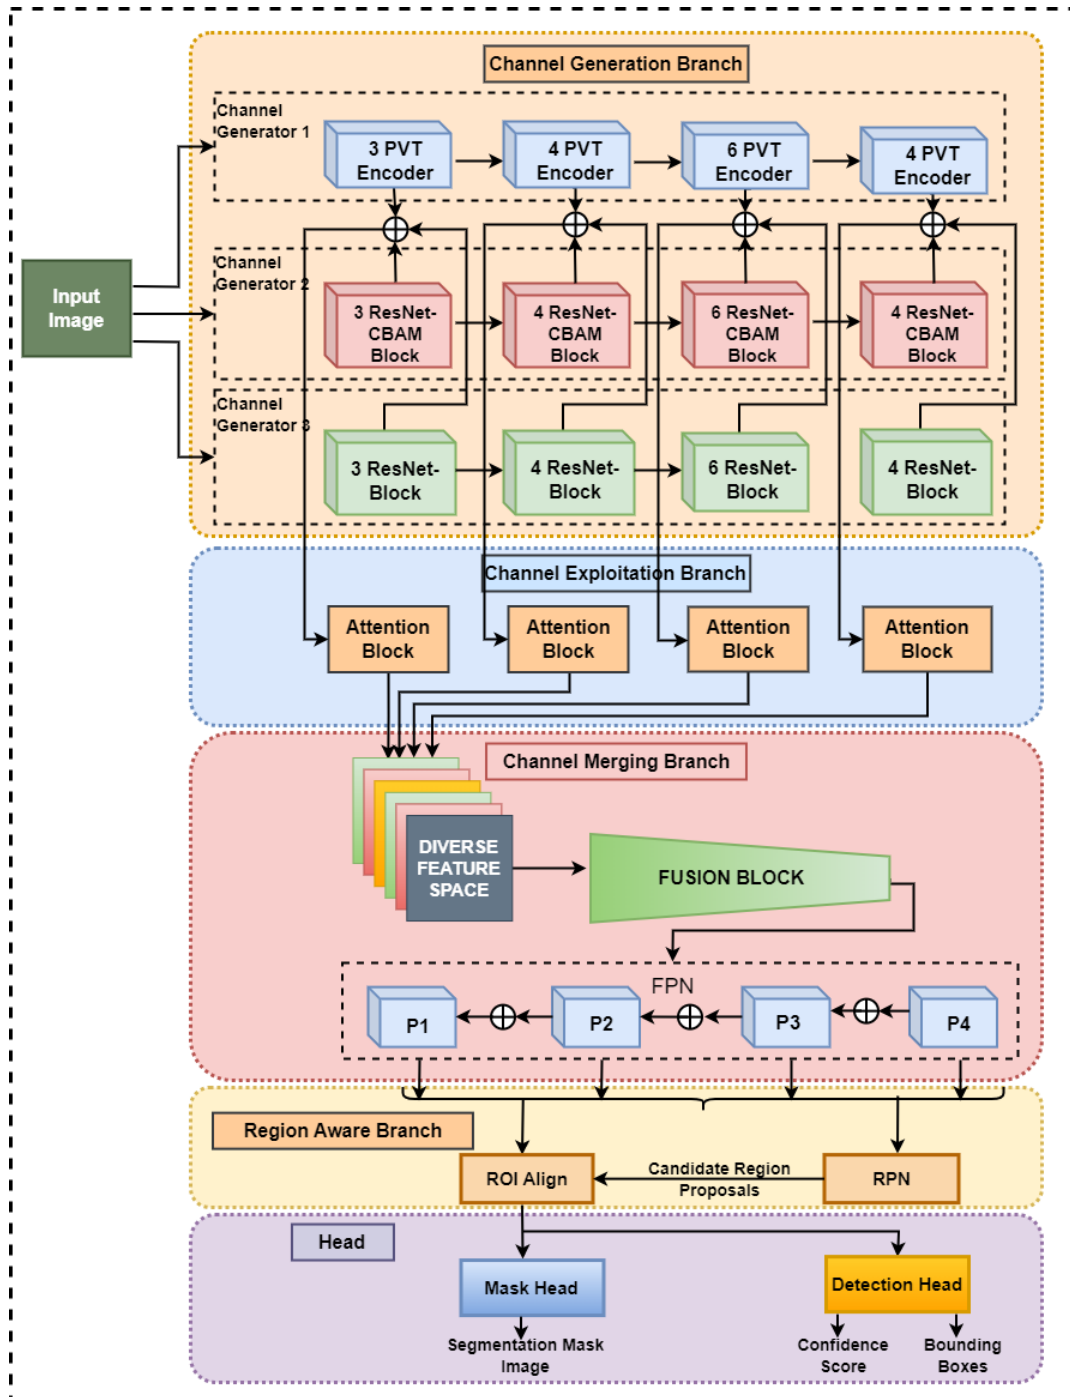 Channel Generation Branch
Channel
Generator 1
3 PVT
Encoder
4 PVT
Encoder
6 PVT
Encoder
4 PVT
Encoder
Input
Image
Channel
Generator 2
3 ResNet-
CBAM
Block
4 ResNet-
CBAM
Block
6 ResNet-
CBAM
Block
4 ResNet-
CBAM
Block
Channel
Generator 3
3 ResNet-
Block
4 ResNet-
Block
6 ResNet-
Block
4 ResNet-
Block
Channel Exploitation Branch
Attention
Block
Attention
Block
Attention
Block
Attention
Block
Channel Merging Branch
DIVERSE
FEATURE
SPACE
FUSION BLOCK
FPN
P1
P2
P3
P4
Region Aware Branch
ROI Align
Candidate Region
Proposals
RPN
Head
Mask Head
Detection Head
Segmentation Mask
Image
Confidence
Score
Bounding
Boxes